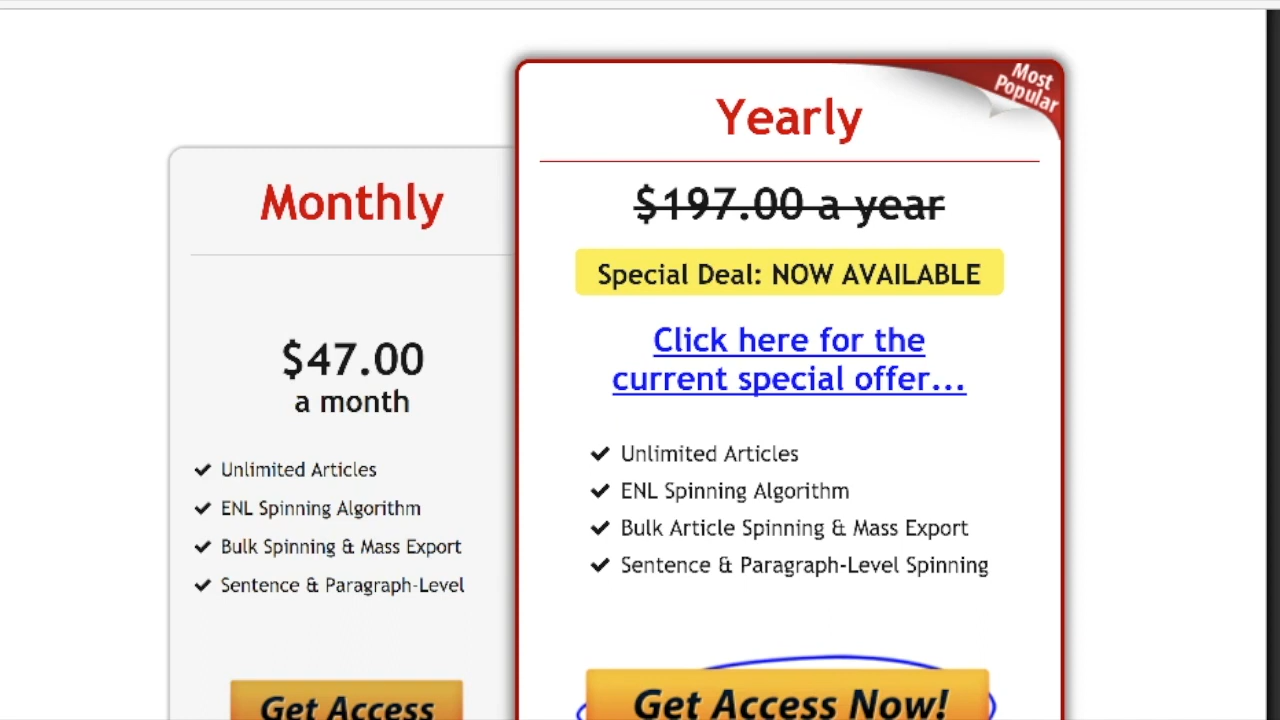 Monthly
$47.00
a month
Unlimited Articles
ENL Spinning Algorithm
Bulk Spinning & Mass Export
Sentence & Paragraph-Level
Get Access
Most
Popular
Yearly
$197.00 a year
Special Deal: NOW AVAILABLE
Click here for the
current special offer...
Unlimited Articles
ENL Spinning Algorithm
Bulk Article Spinning & Mass Export
Sentence & Paragraph-Level Spinning
Get Access Now!